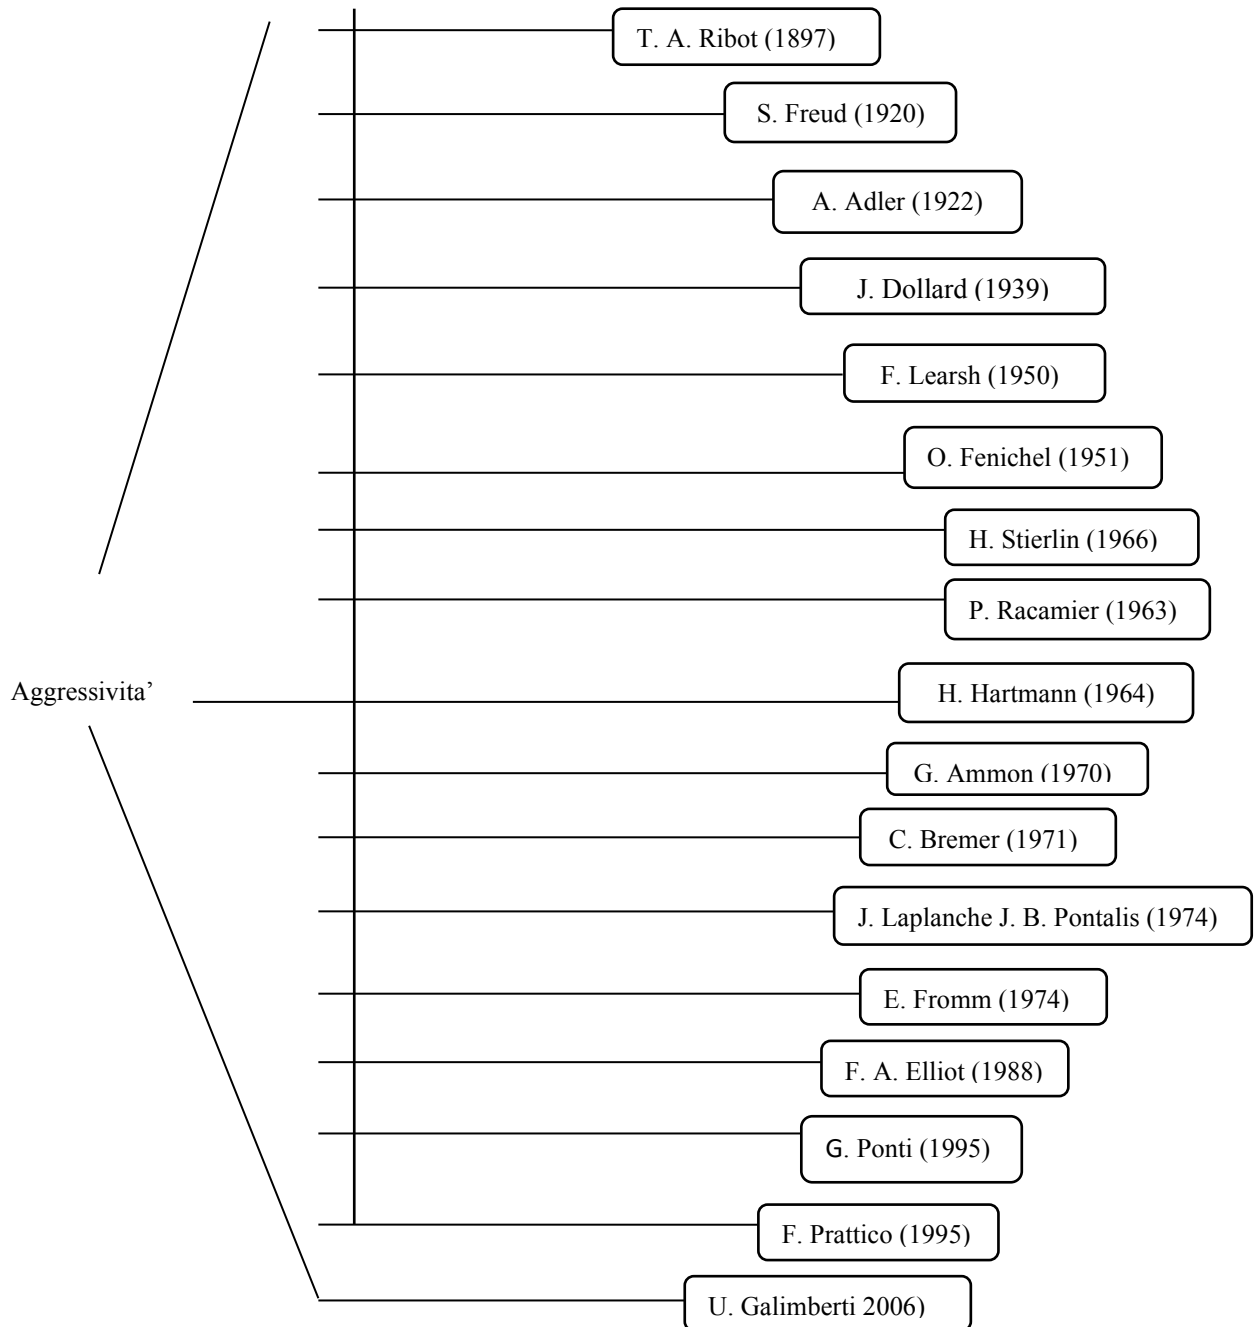 T. A. Ribot (1897)
S. Freud (1920)
A. Adler (1922)
J. Dollard (1939)
F. Learsh (1950)
O. Fenichel (1951)
H. Stierlin (1966)
P. Racamier (1963)
Aggressivita’
H. Hartmann (1964)
G. Ammon (1970)
C. Bremer (1971)
J. Laplanche J. B. Pontalis (1974)
E. Fromm (1974)
F. A. Elliot (1988)
G. Ponti (1995)
F. Prattico (1995)
U. Galimberti 2006)